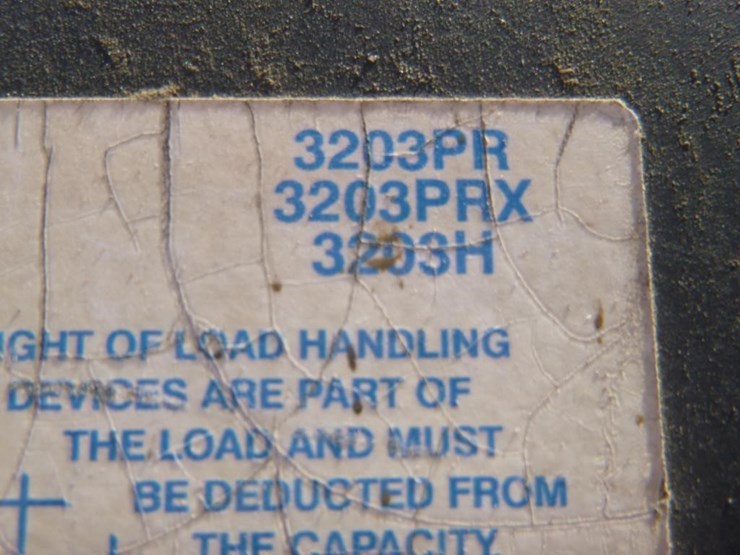 3203PR
3203PRX
3203H
IGHT OF LOAD HANDLING
DEVICES ARE PART OF
THE LOAD AND MUST
BE DEDUCTED FROM
THE CAPACITY